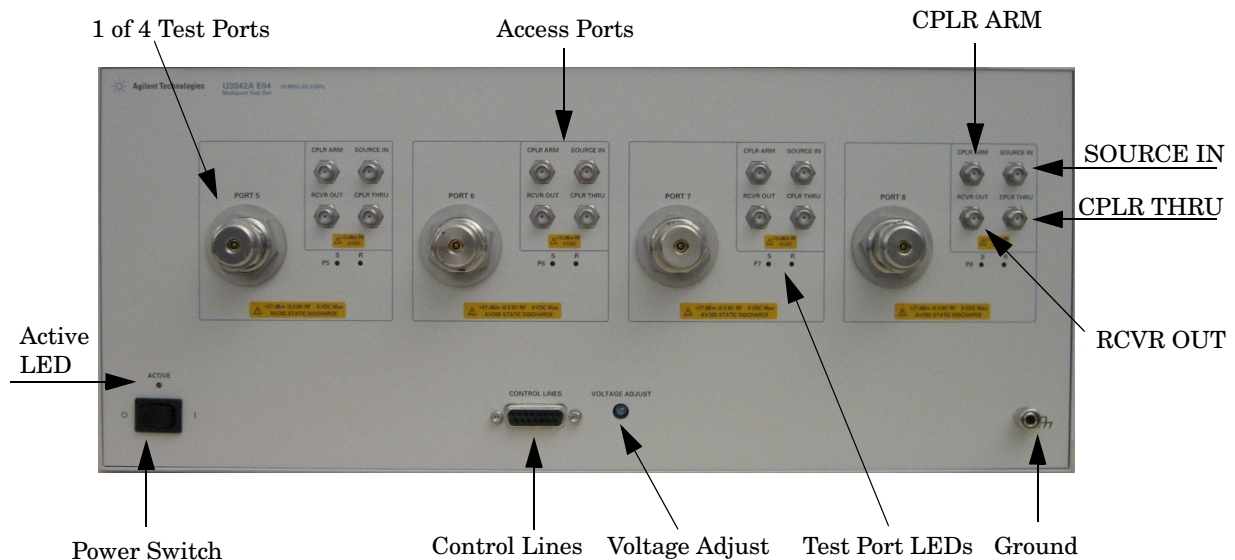 1 of 4 Test Ports
Access Ports
CPLR ARM
Agilent Technologies
U3042A E04
Multiport Test Set
CPLR ARM SOURCE IN
CPLR ARM SOURCE IN
CPLR ARM SOURCE IN
CPLR ARM SOURCE IN
SOURCE IN
PORT 5
RCVR OUT CPLR THRU
PORT 6
RCVR OUT CPLR THRU
PORT 7
RCVR OUT CPLR THRU
PORT 8
RCVR OUT CPLR THRU
CPLR THRU
S R
P5
S R
P6
S R
P7
S R
P8
AVOID STATIC DISCHARGE
AVOID STATIC DISCHARGE
AVOID STATIC DISCHARGE
AVOID STATIC DISCHARGE
RCVR OUT
Active
LED
ACTIVE
CONTROL LINES
VOLTAGE ADJUST
Power Switch
Control Lines
Voltage Adjust
Test Port LEDs
Ground